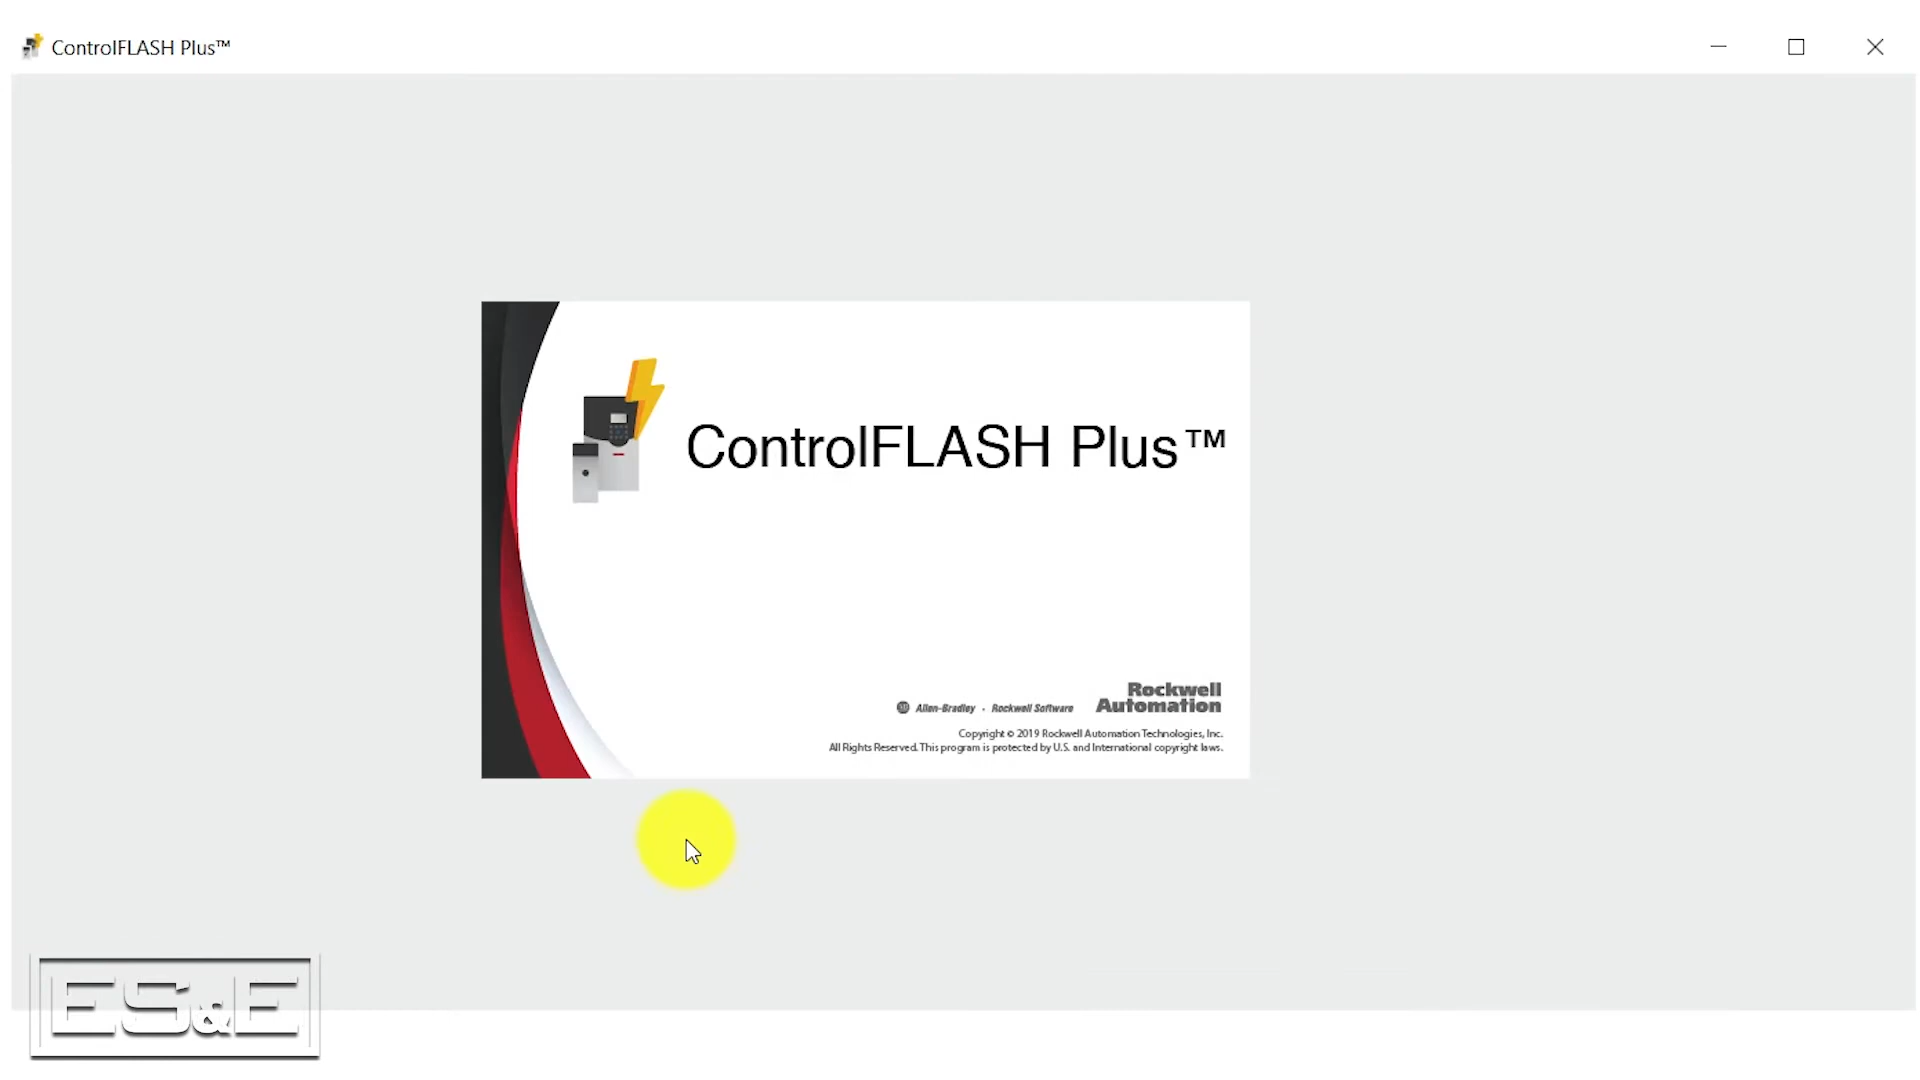 ControlFLASH Plus™
ControlFLASH Plus™
Rockwell
Automation
AB Allen-Bradley • Rockwell Software
Copyright © 2019 Rockwell Automation Technologies, Inc.
All Rights Reserved. This program is protected by U.S. and International copyright laws.
ES&E